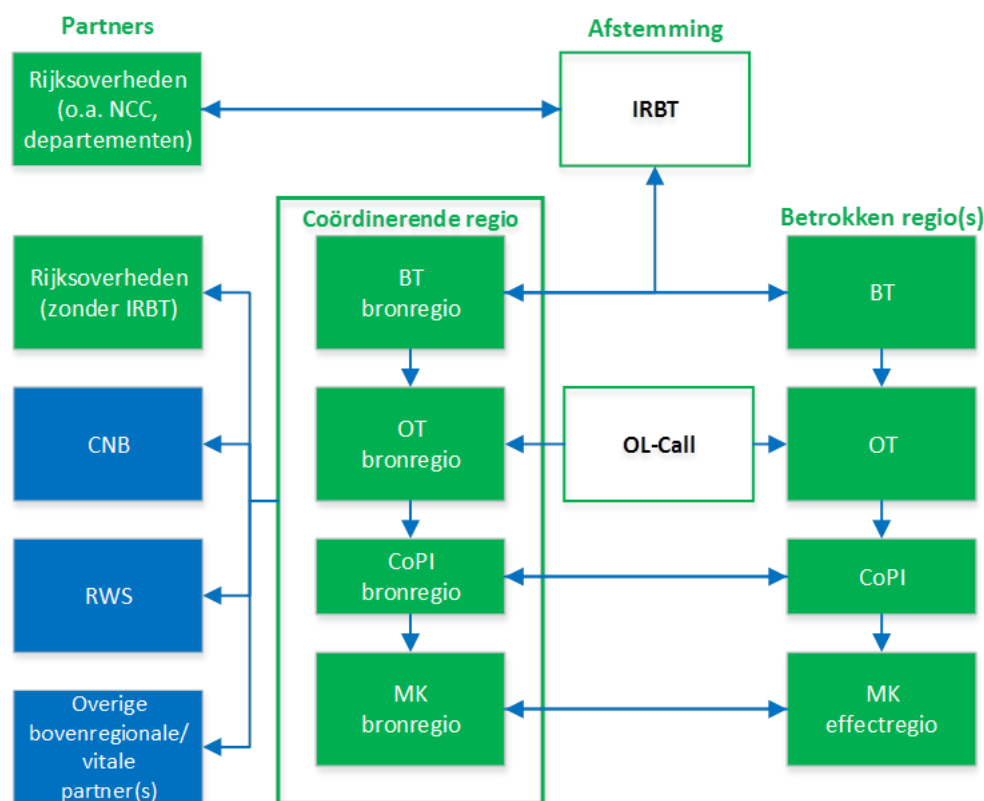 Partners
Afstemming
Rijksoverheden
(o.a. NCC,
departementen)
IRBT
Coördinerende regio
Betrokken regio(s)
Rijksoverheden
(zonder IRBT)
BT
bronregio
BT
CNB
OT
bronregio
OL-Call
OT
RWS
CoPI
bronregio
CoPI
Overige
bovenregionale/
vitale
partner(s)
MK
bronregio
MK
effectregio